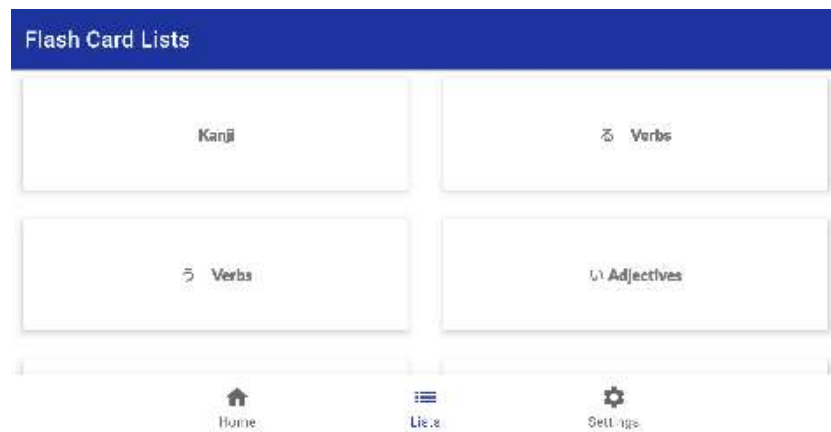 Flash Card Lists
Kanji
る Verbs
う Verbs
い Adjectives
Home
Lists
Settings